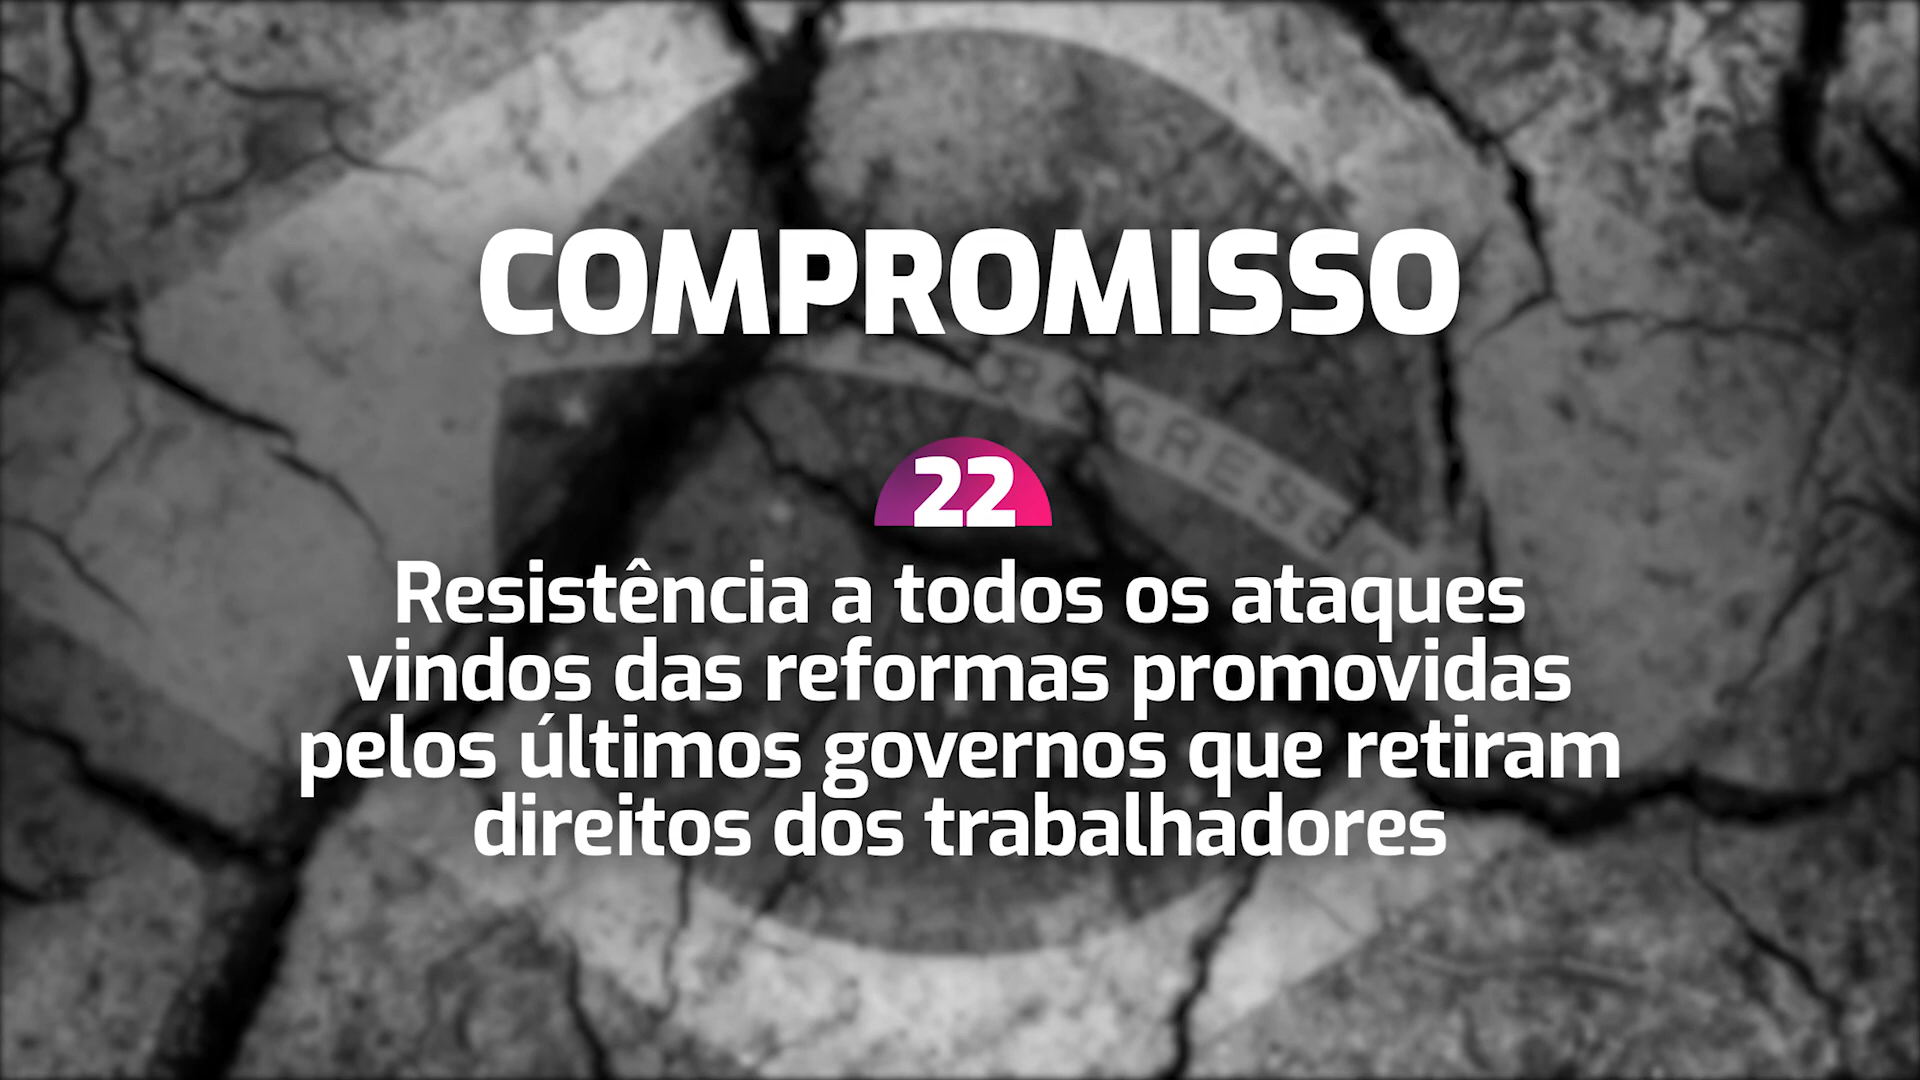 COMPROMISSO
22
Resistência a todos os ataques
vindos das reformas promovidas
pelos últimos governos que retiram
direitos dos trabalhadores